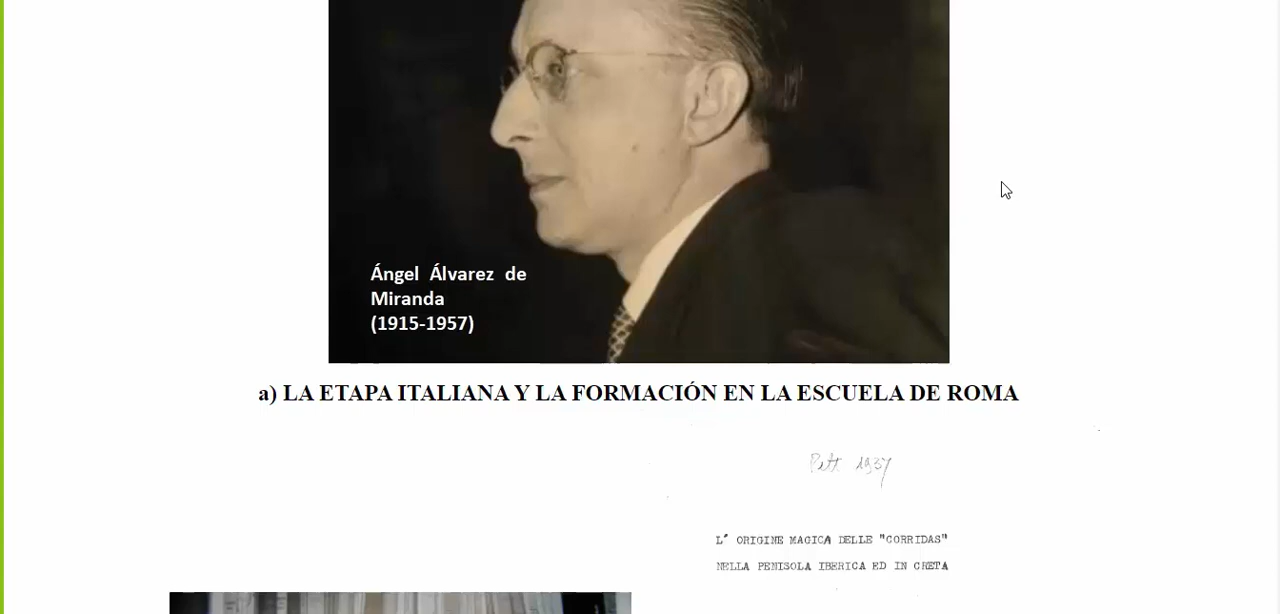 Ángel Álvarez de
Miranda
(1915-1957)
a) LA ETAPA ITALIANA Y LA FORMACIÓN EN LA ESCUELA DE ROMA
1937
L' ORIGINE MAGICA DELLE "CORRIDAS"
NELLA PENISOLA IBERICA ED IN CRETA